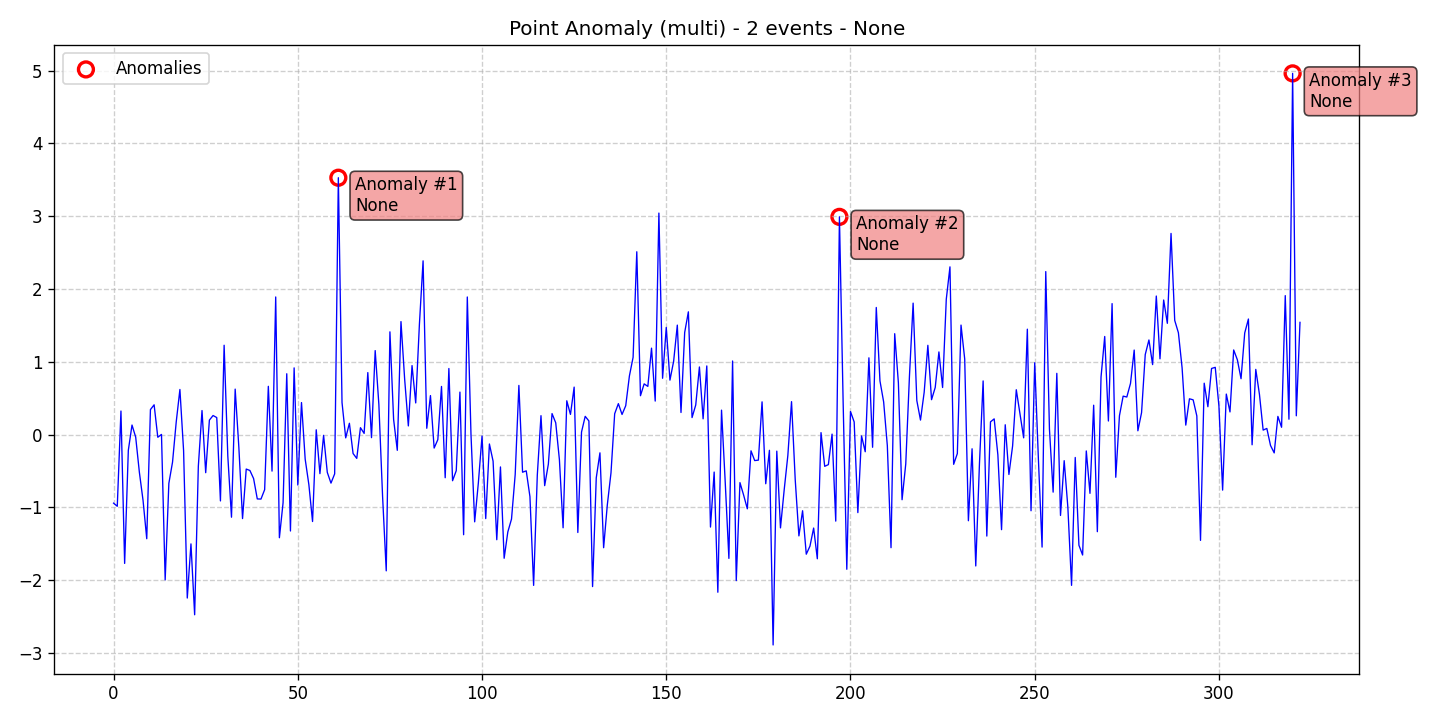 Point Anomaly (multi) - 2 events - None
Anomalies
Anomaly #1
None
Anomaly #2
None
Anomaly #3
None
5
4
3
2
1
0
−1
−2
−3
0 50 100 150 200 250 300